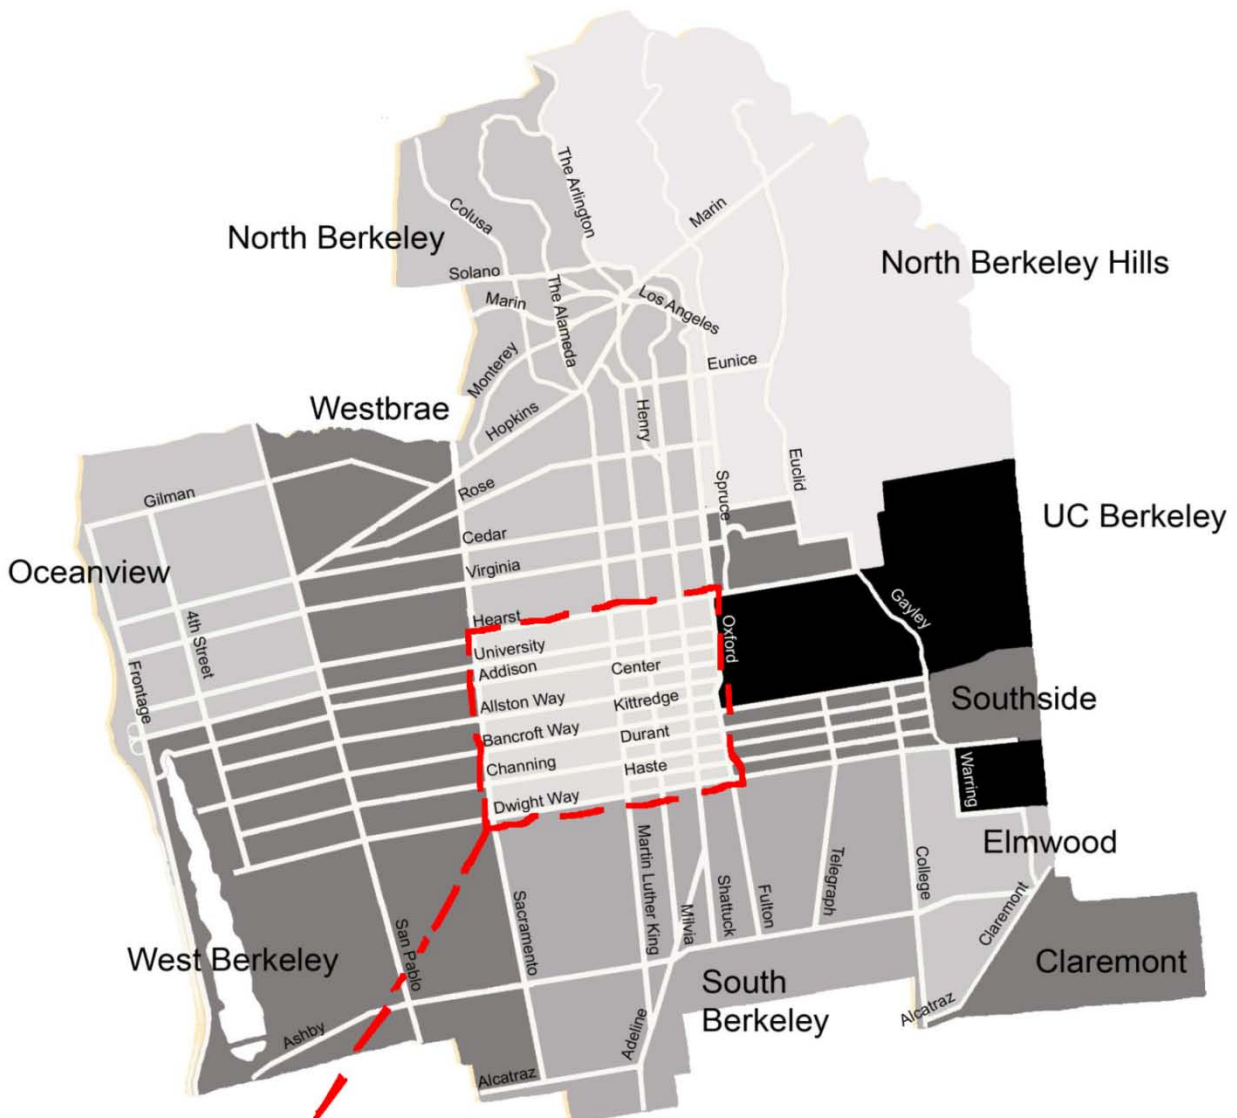 The Arlington
Colusa
Marin
North Berkeley
North Berkeley Hills
Solano
The Alameda
Marin
Los Angeles
Monterey
Eunice
Westbrae
Hopkins
Henry
Gilman
Rose
Spruce
Euclid
UC Berkeley
Cedar
Oceanview
Virginia
4th Street
Hearst
Gayley
Oxford
University
Addison
Center
Frontage
Allston Way
Kittredge
Southside
Bancroft Way
Durant
Channing
Haste
Warring
Dwight Way
Elmwood
Martin Luther King
Telegraph
College
Shattuck
Fulton
Sacramento
Milvia
Claremont
San Pablo
West Berkeley
Claremont
South
Berkeley
Ashby
Adeline
Alcatraz
Alcatraz